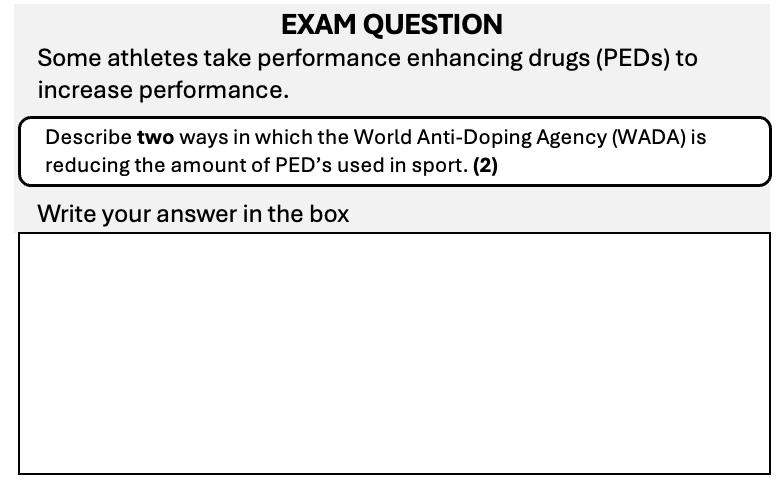 EXAM QUESTION
Some athletes take performance enhancing drugs (PEDs) to
increase performance.
Describe two ways in which the World Anti-Doping Agency (WADA) is
reducing the amount of PED’s used in sport. (2)
Write your answer in the box